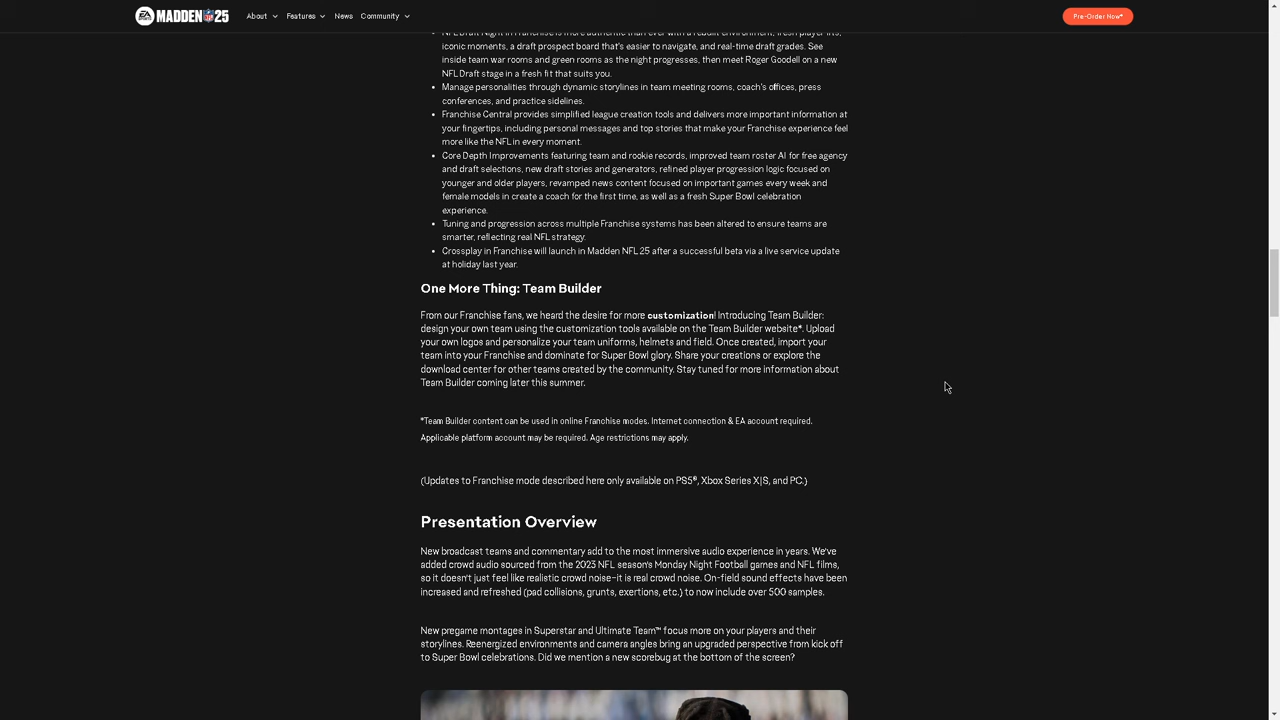 EA SPORTS MADDEN NFL 25 About Features News Community Pre-Order Now*
NFL Draft Night in Franchise is more authentic than ever with a rebuilt environment, fresh player fits,
iconic moments, a draft prospect board that's easier to navigate, and real-time draft grades. See
inside team war rooms and green rooms as the night progresses, then meet Roger Goodell on a new
NFL Draft stage in a fresh fit that suits you.
Manage personalities through dynamic storylines in team meeting rooms, coach's offices, press
conferences, and practice sidelines.
Franchise Central provides simplified league creation tools and delivers more important information at
your fingertips, including personal messages and top stories that make your Franchise experience feel
more like the NFL in every moment.
Core Depth Improvements featuring team and rookie records, improved team roster AI for free agency
and draft selections, new draft stories and generators, refined player progression logic focused on
younger and older players, revamped news content focused on important games every week and
female models in create a coach for the first time, as well as a fresh Super Bowl celebration
experience.
Tuning and progression across multiple Franchise systems has been altered to ensure teams are
smarter, reflecting real NFL strategy.
Crossplay in Franchise will launch in Madden NFL 25 after a successful beta via a live service update
at holiday last year.
One More Thing: Team Builder
From our Franchise fans, we heard the desire for more customization! Introducing Team Builder:
design your own team using the customization tools available on the Team Builder website*. Upload
your own logos and personalize your team uniforms, helmets and field. Once created, import your
team into your Franchise and dominate for Super Bowl glory. Share your creations or explore the
download center for other teams created by the community. Stay tuned for more information about
Team Builder coming later this summer.
*Team Builder content can be used in online Franchise modes. Internet connection & EA account required.
Applicable platform account may be required. Age restrictions may apply.
(Updates to Franchise mode described here only available on PS5®, Xbox Series X|S, and PC.)
Presentation Overview
New broadcast teams and commentary add to the most immersive audio experience in years. We've
added crowd audio sourced from the 2023 NFL season's Monday Night Football games and NFL films,
so it doesn't just feel like realistic crowd noise–it is real crowd noise. On-field sound effects have been
increased and refreshed (pad collisions, grunts, exertions, etc.) to now include over 500 samples.
New pregame montages in Superstar and Ultimate Team™ focus more on your players and their
storylines. Reenergized environments and camera angles bring an upgraded perspective from kick off
to Super Bowl celebrations. Did we mention a new scorebug at the bottom of the screen?